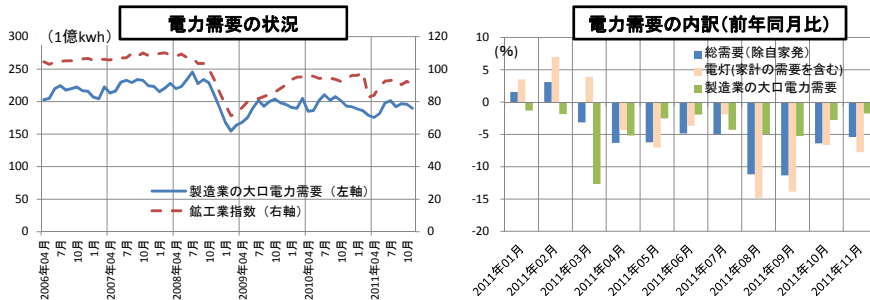 電力需要の状況
（1億kwh）
300
250
200
150
100
50
0
120
100
80
60
40
20
0
製造業の大口電力需要（左軸）
鉱工業指数（右軸）
2006年04月
7月
10月
1月
2007年04月
7月
10月
1月
2008年04月
7月
10月
1月
2009年04月
7月
10月
1月
2010年04月
7月
10月
1月
2011年04月
7月
10月
電力需要の内訳（前年同月比）
(%)
10
5
0
-5
-10
-15
-20
総需要（除自家発）
電灯(家計の需要を含む)
製造業の大口電力需要
2011年01月
2011年02月
2011年03月
2011年04月
2011年05月
2011年06月
2011年07月
2011年08月
2011年09月
2011年10月
2011年11月